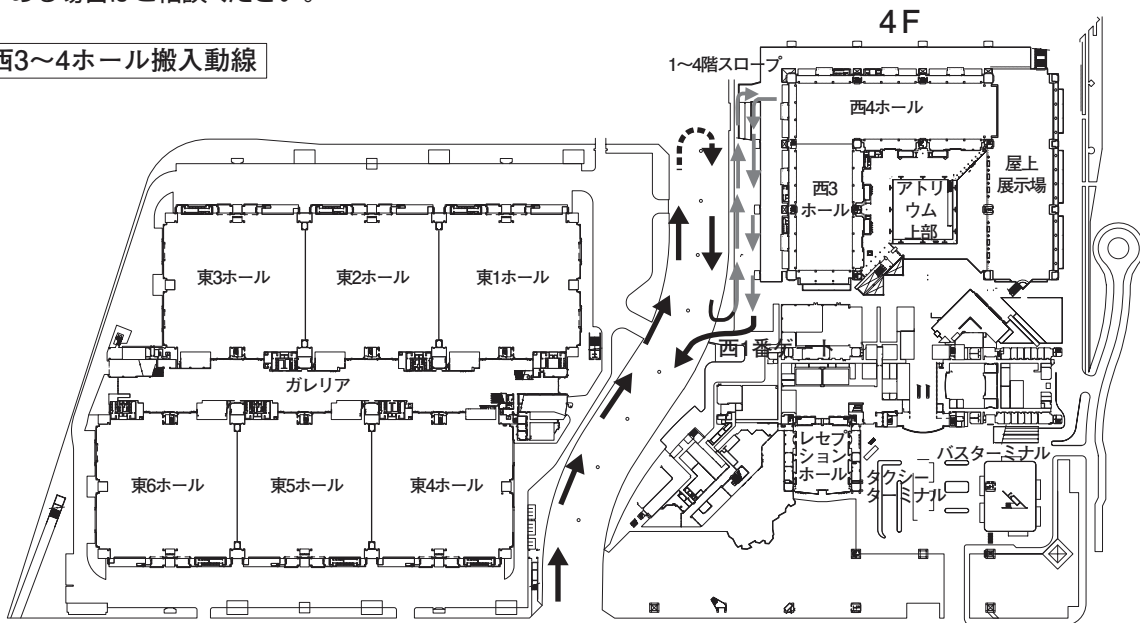 4F
西3〜4ホール搬入動線
1〜4階スロープ
西4ホール
屋上
展示場
西3
ホール
アトリ
ウム
上部
東3ホール
東2ホール
東1ホール
西1番ゲート
ガレリア
レセプ
ション
ホール
バスターミナル
タクシー
ターミナル
東6ホール
東5ホール
東4ホール